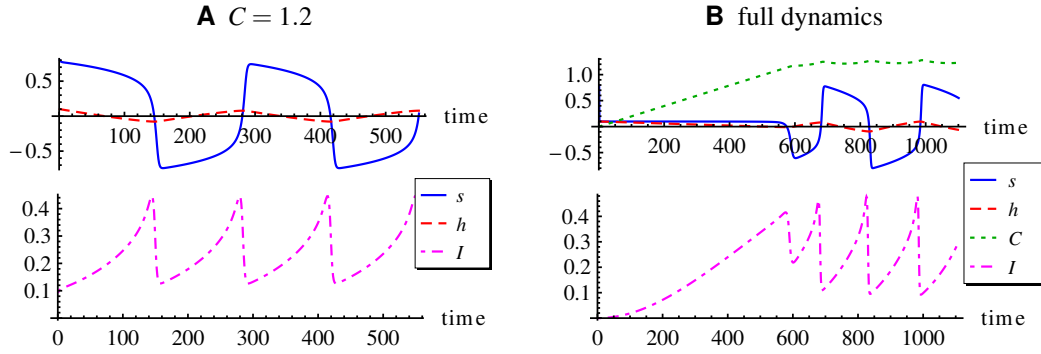 A C = 1.2
B full dynamics
0.5
−0.5
100 200 300 400 500
time
1.0
0.5
−0.5
200 400 600 800 1000
time
0.4
0.3
0.2
0.1
0 100 200 300 400 500
time
s
h
I
0.4
0.3
0.2
0.1
0 200 400 600 800 1000
time
s
h
C
I